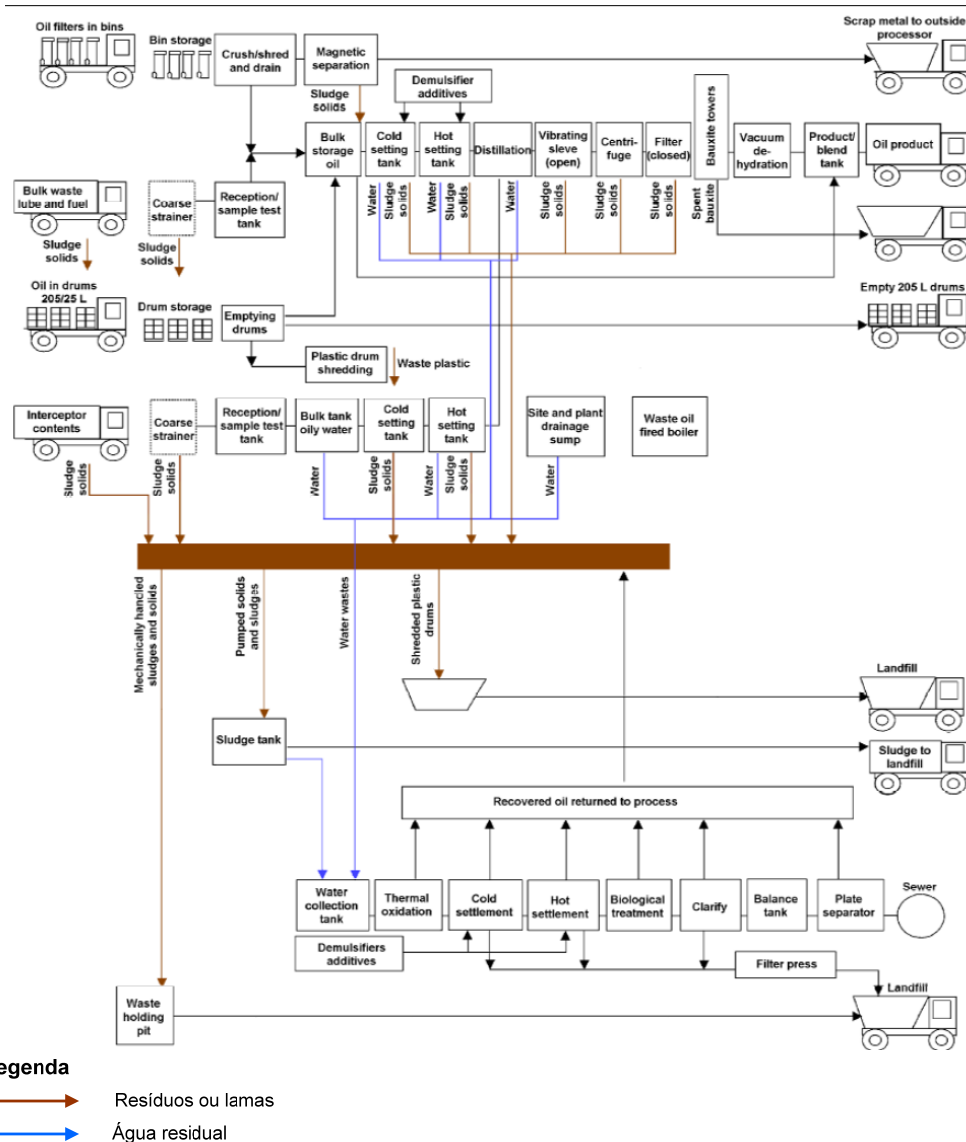 Oil filters in bins
Bin storage
Crush/shred
and drain
Magnetic
separation
Scrap metal to outside
processor
Sludge
solids
Demulsifier
additives
Bulk
storage
oil
Cold
setting
tank
Hot
setting
tank
Distillation
Vibrating
sleve
(open)
Centri-
fuge
Filter
(closed)
Bauxite towers
Vacuum
de-
hydration
Product/
blend
tank
Oil product
Bulk waste
lube and fuel
Coarse
strainer
Reception/
sample test
tank
Water
Sludge
solids
Water
Sludge
solids
Water
Sludge
solids
Sludge
solids
Sludge
solids
Spent
bauxite
Sludge
solids
Sludge
solids
Oil in drums
205/25 L
Drum storage
Emptying
drums
Empty 205 L drums
Plastic drum
shredding
Waste plastic
Interceptor
contents
Coarse
strainer
Reception/
sample test
tank
Bulk tank
oily water
Cold
setting
tank
Hot
setting
tank
Site and plant
drainage
sump
Waste oil
fired boiler
Sludge
solids
Sludge
solids
Water
Sludge
solids
Water
Sludge
solids
Water
Mechanically handled
sludges and solids
Pumped solids
and sludges
Water wastes
Shredded plastic
drums
Landfill
Sludge tank
Sludge to
landfill
Recovered oil returned to process
Water
collection
tank
Thermal
oxidation
Cold
settlement
Hot
settlement
Biological
treatment
Clarify
Balance
tank
Plate
separator
Sewer
Demulsifiers
additives
Filter press
Waste
holding
pit
Landfill
egenda
Resíduos ou lamas
Água residual